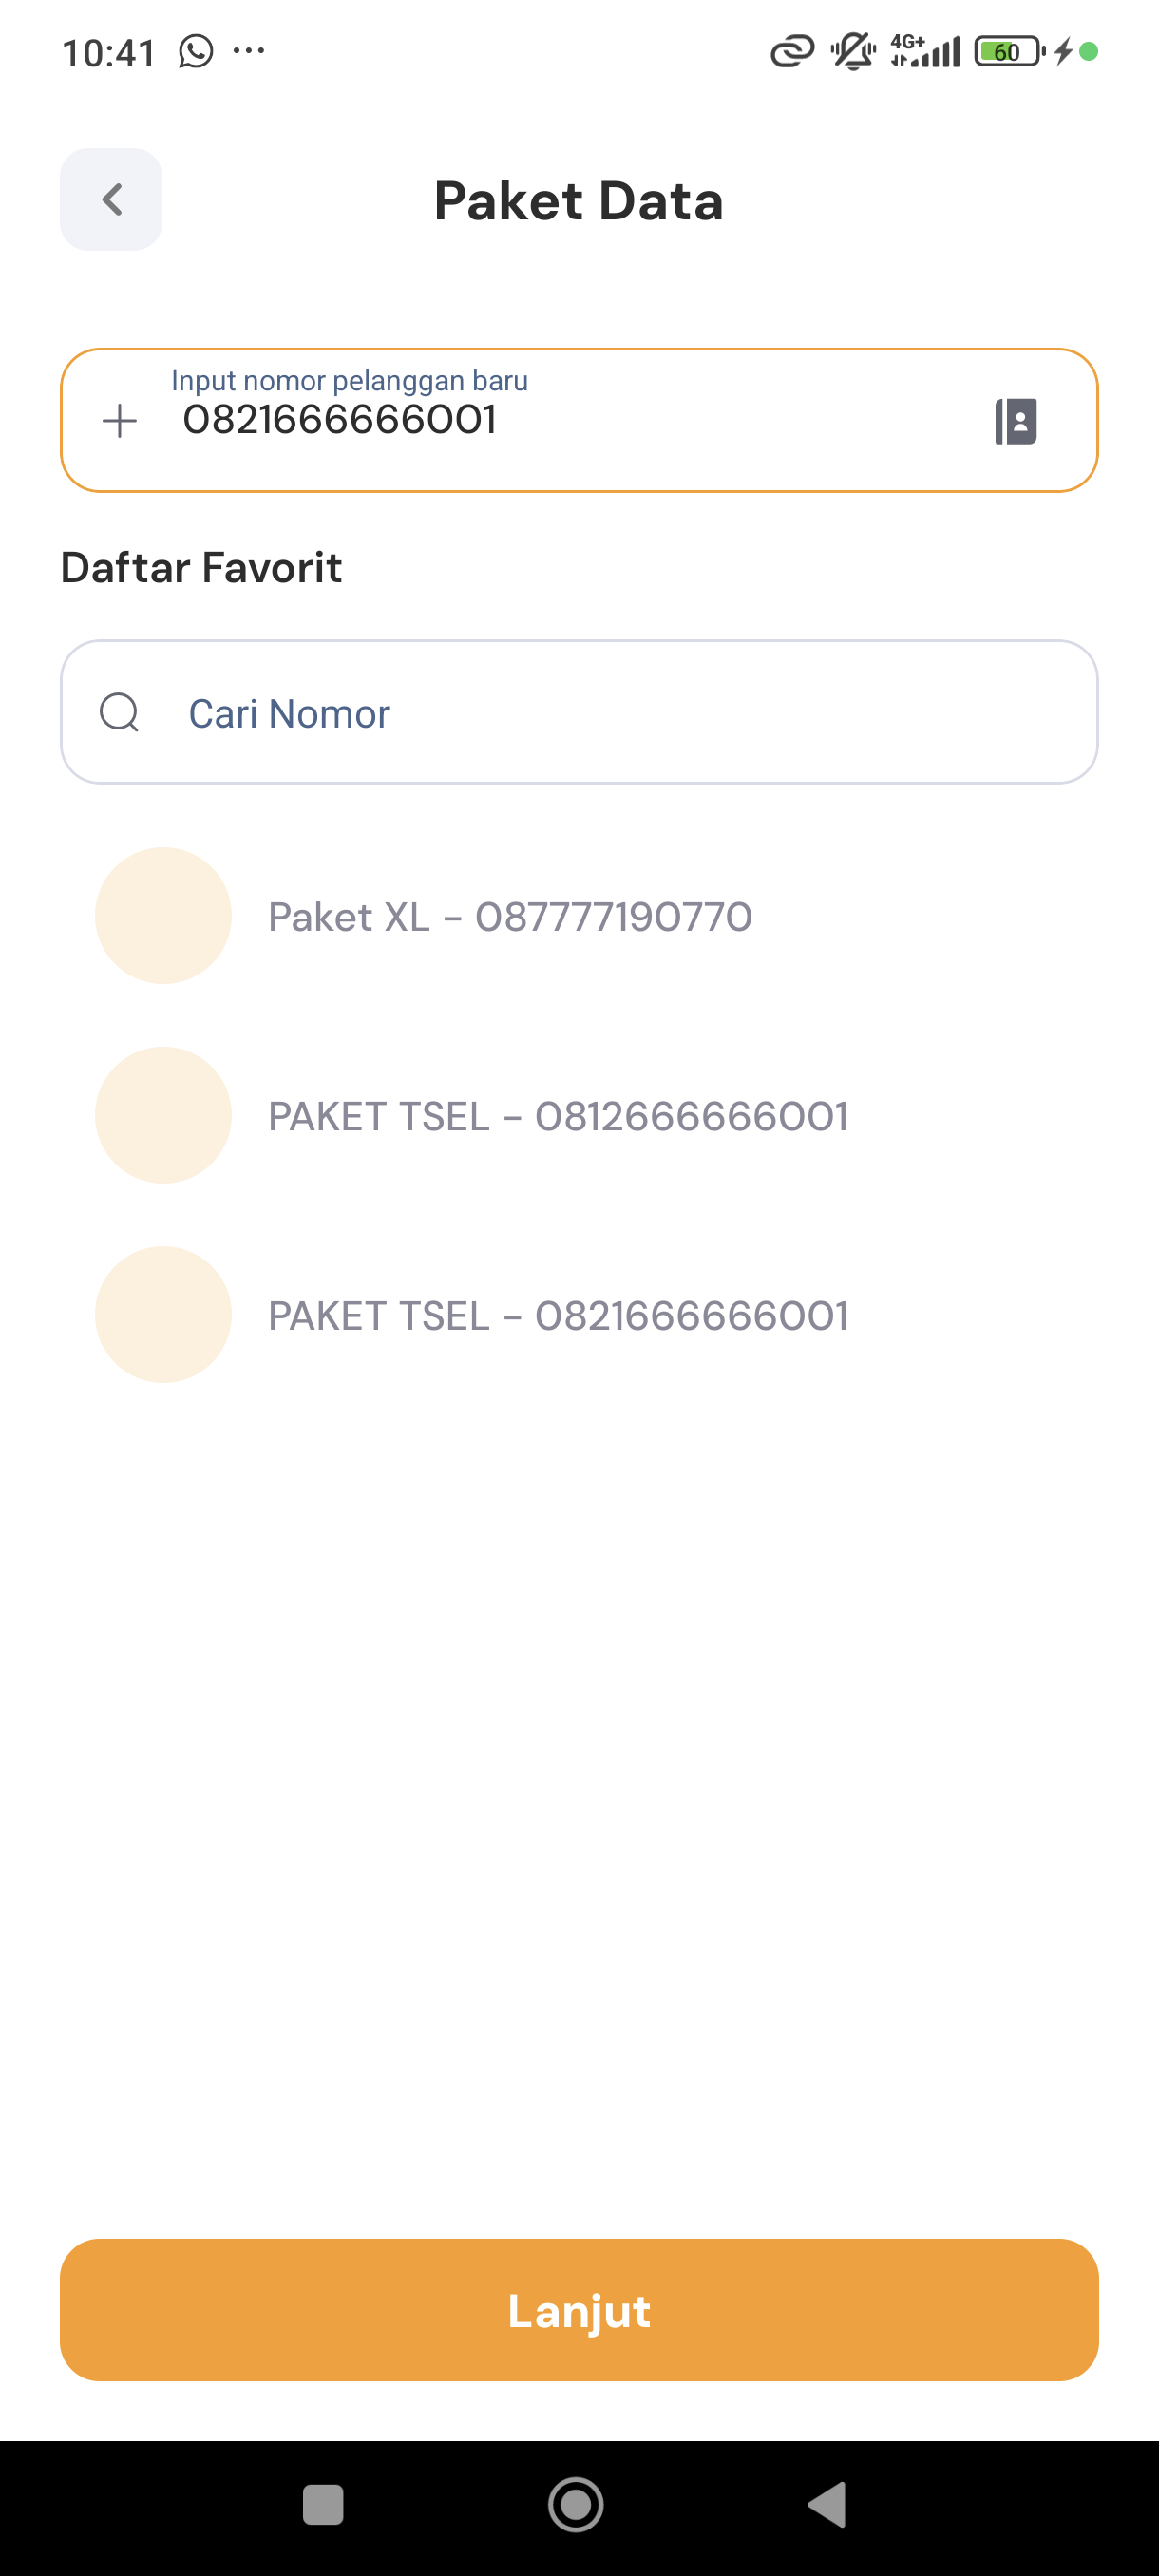 10:41
4G+
60
Paket Data
Input nomor pelanggan baru
0821666666001
Daftar Favorit
Cari Nomor
Paket XL - 087777190770
PAKET TSEL - 0812666666001
PAKET TSEL - 0821666666001
Lanjut